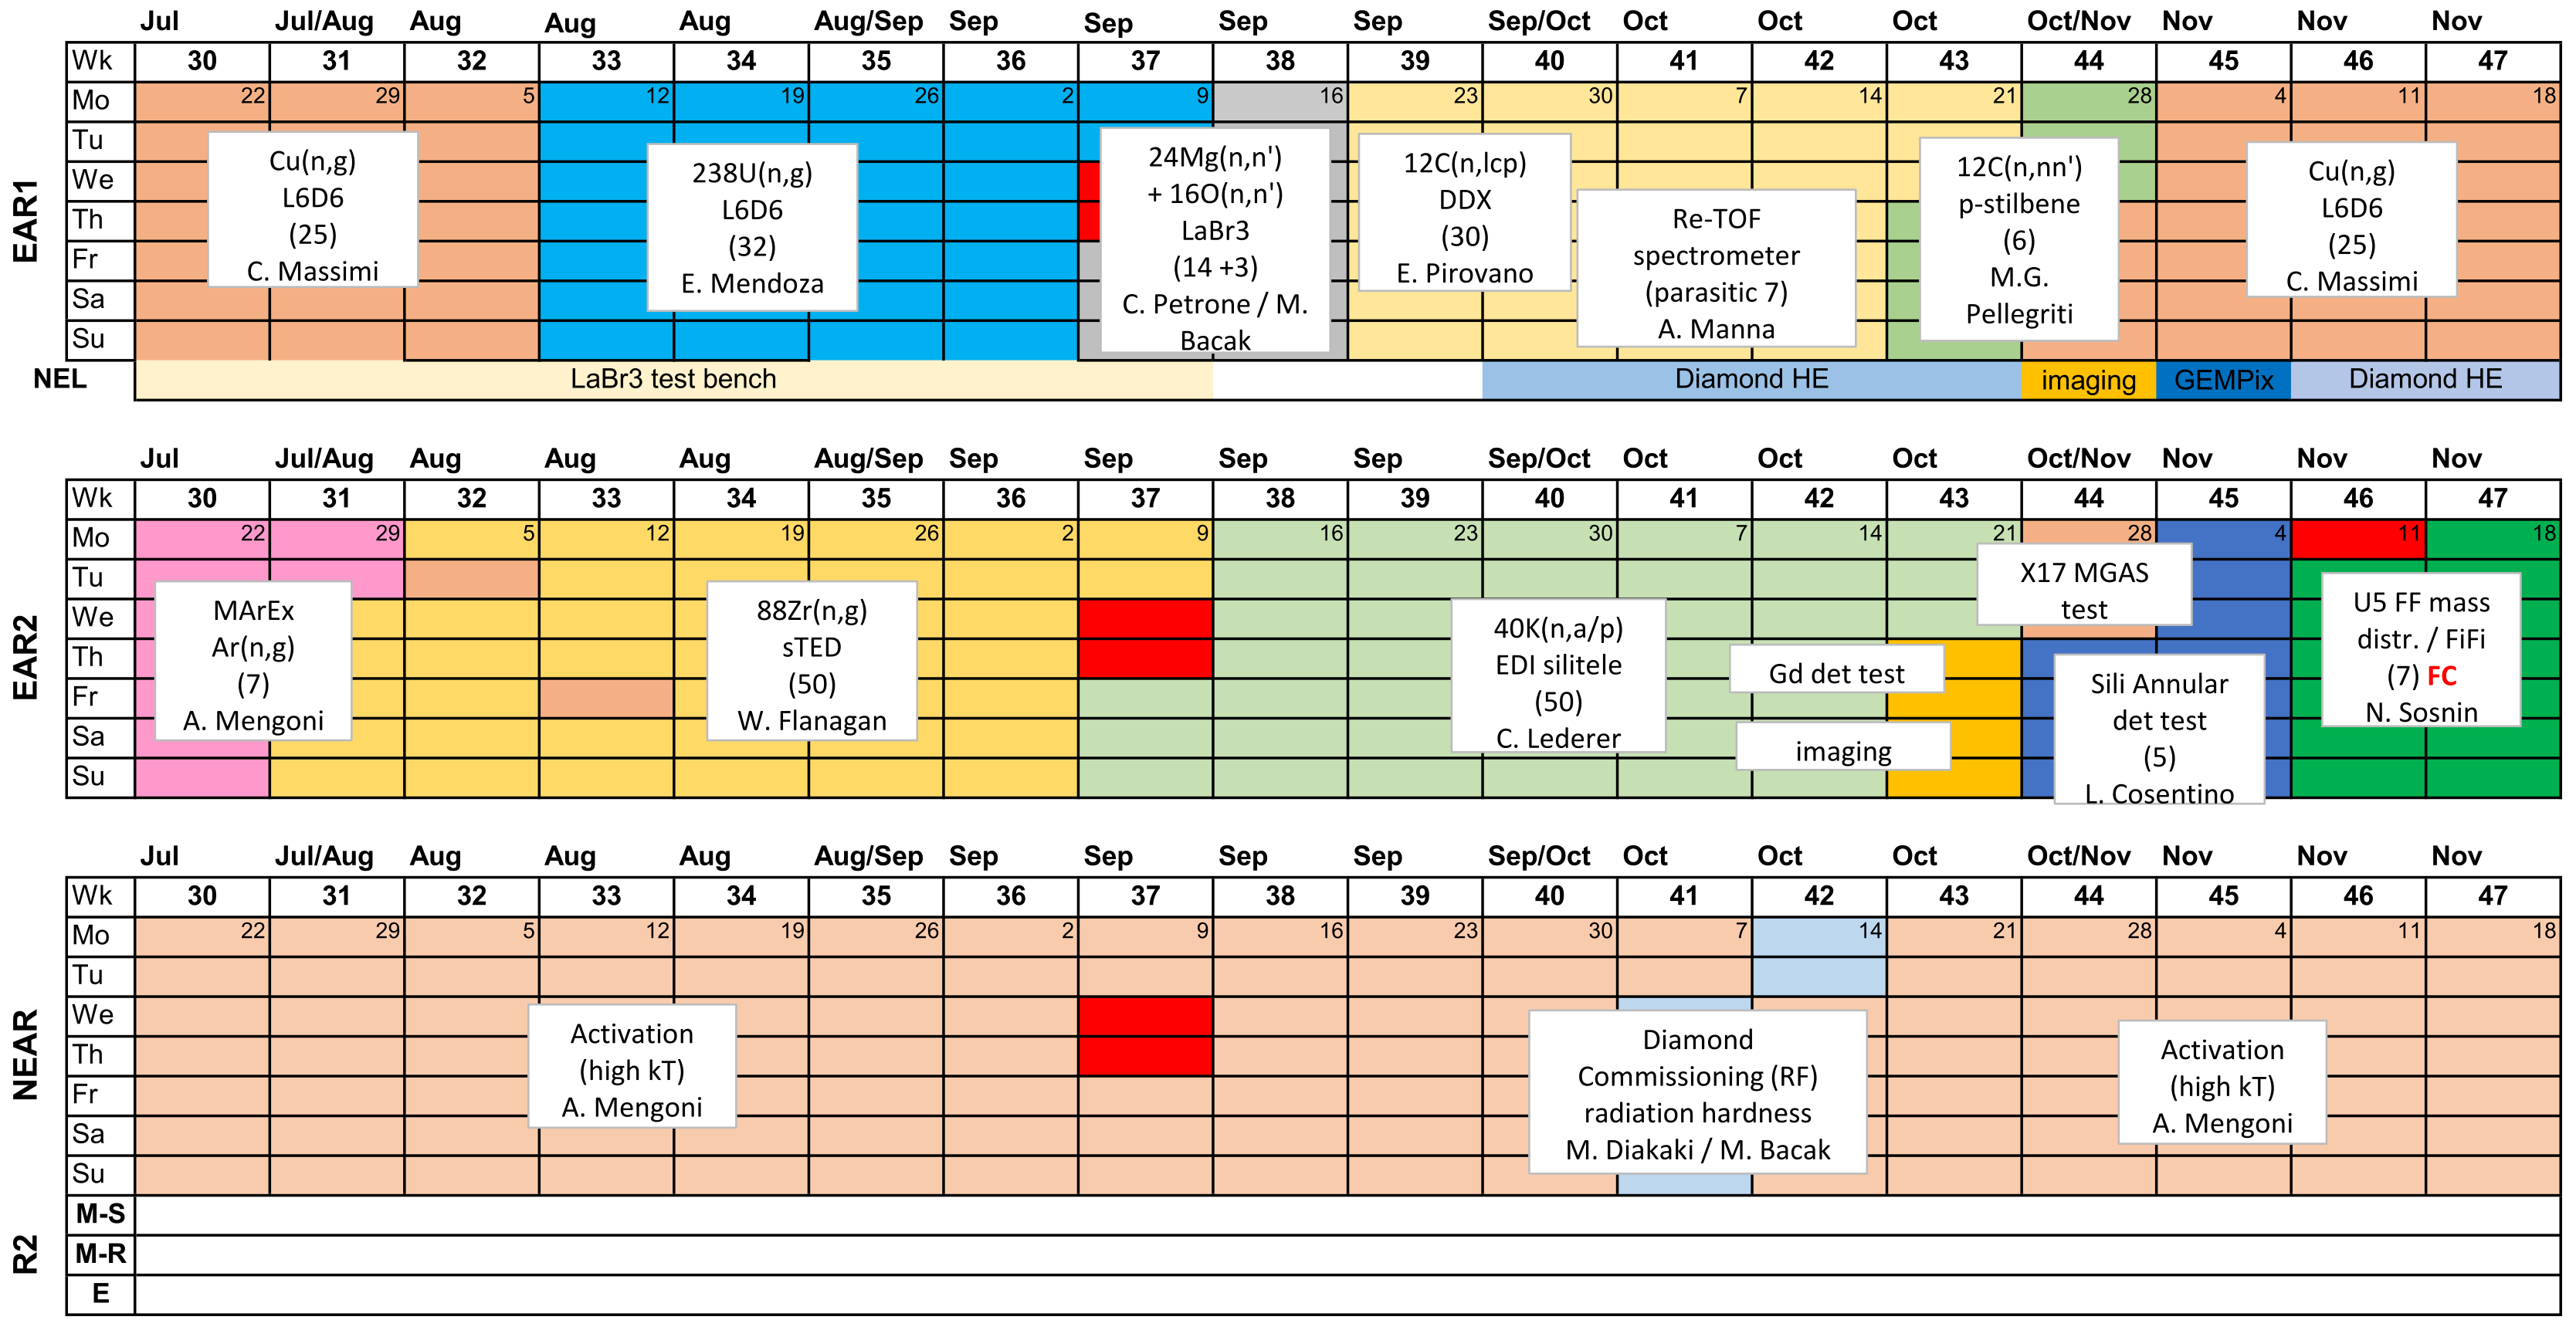 Jul Jul/Aug Aug Aug Aug Aug/Sep Sep Sep Sep Sep Sep/Oct Oct Oct Oct Oct/Nov Nov Nov Nov
Wk 30 31 32 33 34 35 36 37 38 39 40 41 42 43 44 45 46 47
EAR1
Mo 22 29 5 12 19 26 2 9 16 23 30 7 14 21 28 4 11 18
Tu
We
Th
Fr
Sa
Su
Cu(n,g)
L6D6
(25)
C. Massimi
238U(n,g)
L6D6
(32)
E. Mendoza
24Mg(n,n')
+ 16O(n,n')
LaBr3
(14 +3)
C. Petrone / M.
Bacak
12C(n,lcp)
DDX
(30)
E. Pirovano
Re-TOF
spectrometer
(parasitic 7)
A. Manna
12C(n,nn')
p-stilbene
(6)
M.G.
Pellegriti
Cu(n,g)
L6D6
(25)
C. Massimi
NEL LaBr3 test bench Diamond HE imaging GEMPix Diamond HE
Jul Jul/Aug Aug Aug Aug Aug/Sep Sep Sep Sep Sep Sep/Oct Oct Oct Oct Oct/Nov Nov Nov Nov
Wk 30 31 32 33 34 35 36 37 38 39 40 41 42 43 44 45 46 47
EAR2
Mo 22 29 5 12 19 26 2 9 16 23 30 7 14 21 28 4 11 18
Tu
We
Th
Fr
Sa
Su
MArEx
Ar(n,g)
(7)
A. Mengoni
88Zr(n,g)
sTED
(50)
W. Flanagan
40K(n,a/p)
EDI silitele
(50)
C. Lederer
Gd det test
imaging
X17 MGAS
test
Sili Annular
det test
(5)
L. Cosentino
U5 FF mass
distr. / FiFi
(7) FC
N. Sosnin
Jul Jul/Aug Aug Aug Aug Aug/Sep Sep Sep Sep Sep Sep/Oct Oct Oct Oct Oct/Nov Nov Nov Nov
Wk 30 31 32 33 34 35 36 37 38 39 40 41 42 43 44 45 46 47
NEAR
Mo 22 29 5 12 19 26 2 9 16 23 30 7 14 21 28 4 11 18
Tu
We
Th
Fr
Sa
Su
Activation
(high kT)
A. Mengoni
Diamond
Commissioning (RF)
radiation hardness
M. Diakaki / M. Bacak
Activation
(high kT)
A. Mengoni
R2
M-S
M-R
E